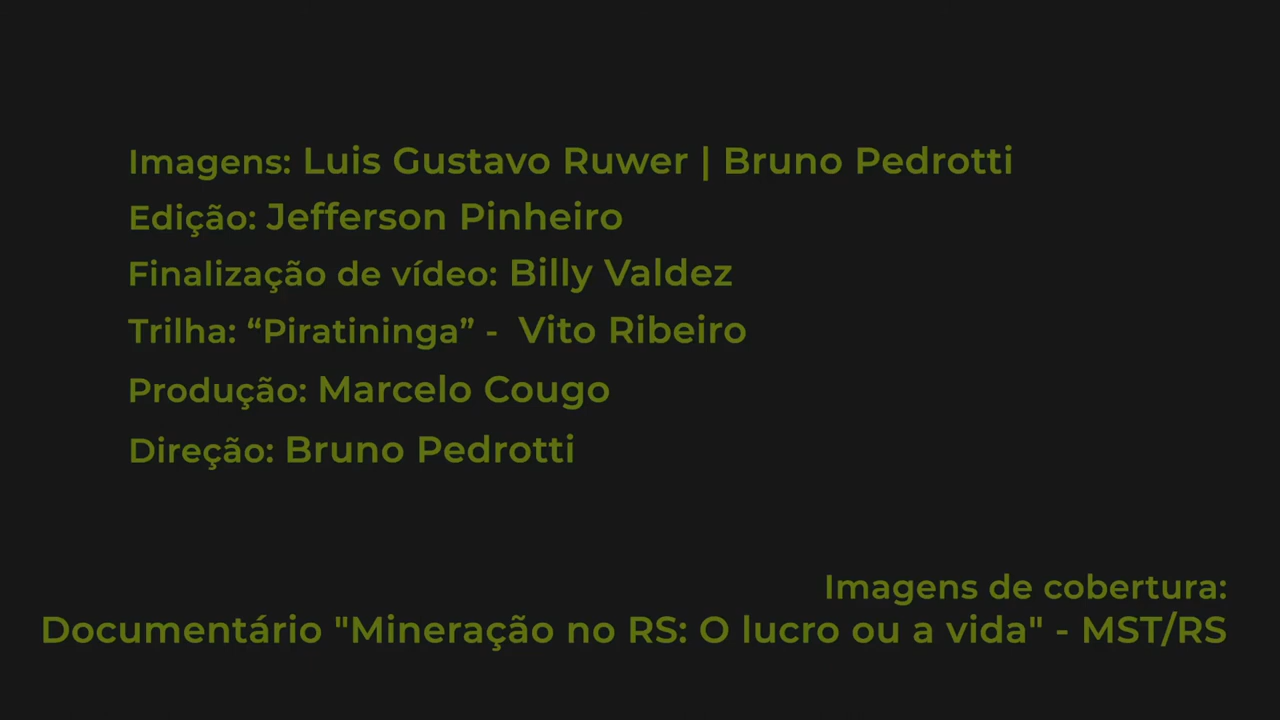 Imagens: Luis Gustavo Ruwer | Bruno Pedrotti
Edição: Jefferson Pinheiro
Finalização de vídeo: Billy Valdez
Trilha: “Piratininga” - Vito Ribeiro
Produção: Marcelo Cougo
Direção: Bruno Pedrotti
Imagens de cobertura:
Documentário "Mineração no RS: O lucro ou a vida" - MST/RS